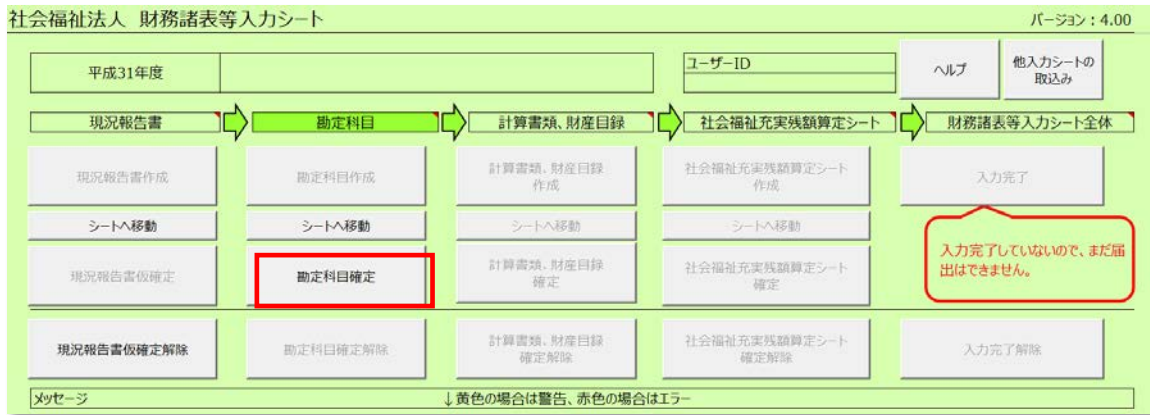 社会福祉法人 財務諸表等入力シート
バージョン：4.00
平成31年度
ユーザーID
ヘルプ
他入力シートの
取込み
現況報告書
勘定科目
計算書類、財産目録
社会福祉充実残額算定シート
財務諸表等入力シート全体
現況報告書作成
勘定科目作成
計算書類、財産目録
作成
社会福祉充実残額算定シート
作成
入力完了
シートへ移動
シートへ移動
シートへ移動
シートへ移動
現況報告書仮確定
勘定科目確定
計算書類、財産目録
確定
社会福祉充実残額算定シート
確定
入力完了していないので、まだ届
出はできません。
現況報告書仮確定解除
勘定科目確定解除
計算書類、財産目録
確定解除
社会福祉充実残額算定シート
確定解除
入力完了解除
メッセージ
↓黄色の場合は警告、赤色の場合はエラー